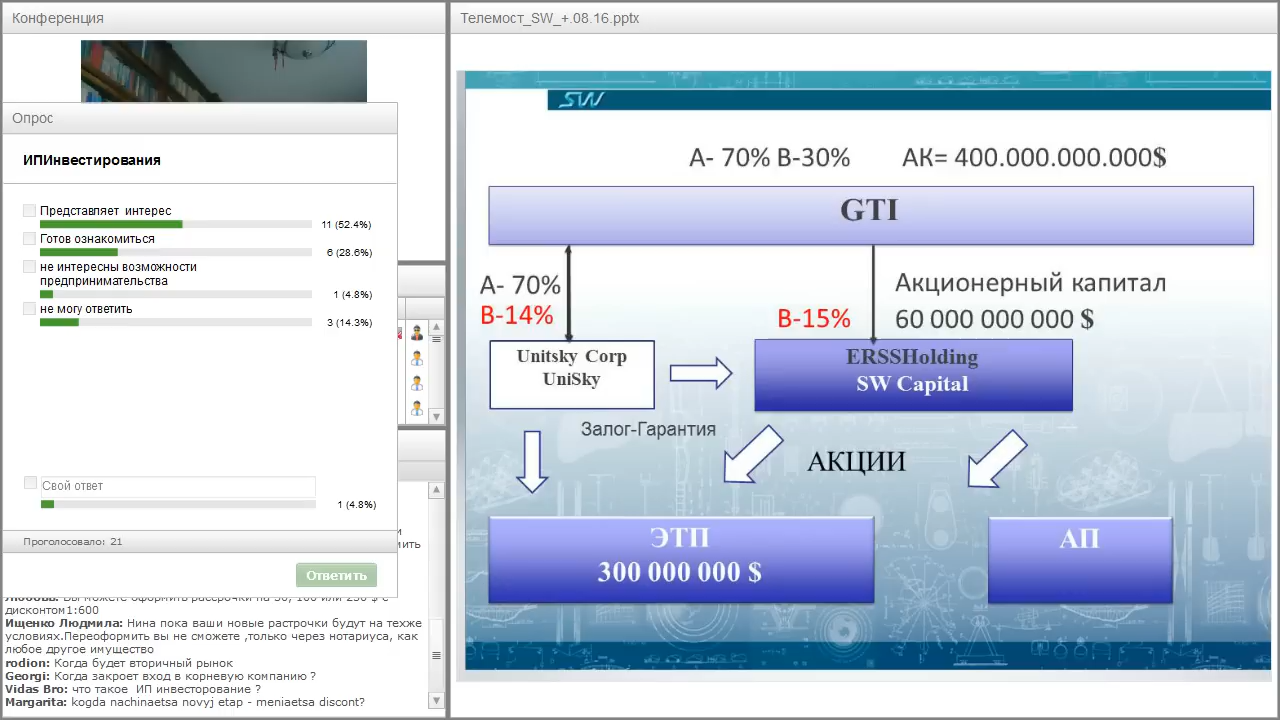 Конференция
Опрос
ИПИнвестирования
Представляет интерес
11 (52.4%)
Готов ознакомиться
6 (28.6%)
не интересны возможности
предпринимательства
1 (4.8%)
не могу ответить
3 (14.3%)
Свой ответ
1 (4.8%)
Проголосовало: 21
Ответить
дисконтом1:600
Ищенко Людмила: Нина пока ваши новые растрочки будут на техже
условиях.Переоформить вы не сможете ,только через нотариуса, как
любое другое имущество
rodion: Когда будет вторичный рынок
Georgi: Когда закроет вход в корневую компанию ?
Vidas Bro: что такое ИП инвесторование ?
Margarita: kogda nachinaetsa novyj etap - meniaetsa discont?
Телемост_SW_+.08.16.pptx
SW
А- 70% В-30% АК= 400.000.000.000$
GTI
А- 70%
В-14%
В-15%
Акционерный капитал
60 000 000 000 $
Unitsky Corp
UniSky
ERSSHolding
SW Capital
Залог-Гарантия
АКЦИИ
ЭТП
300 000 000 $
АП